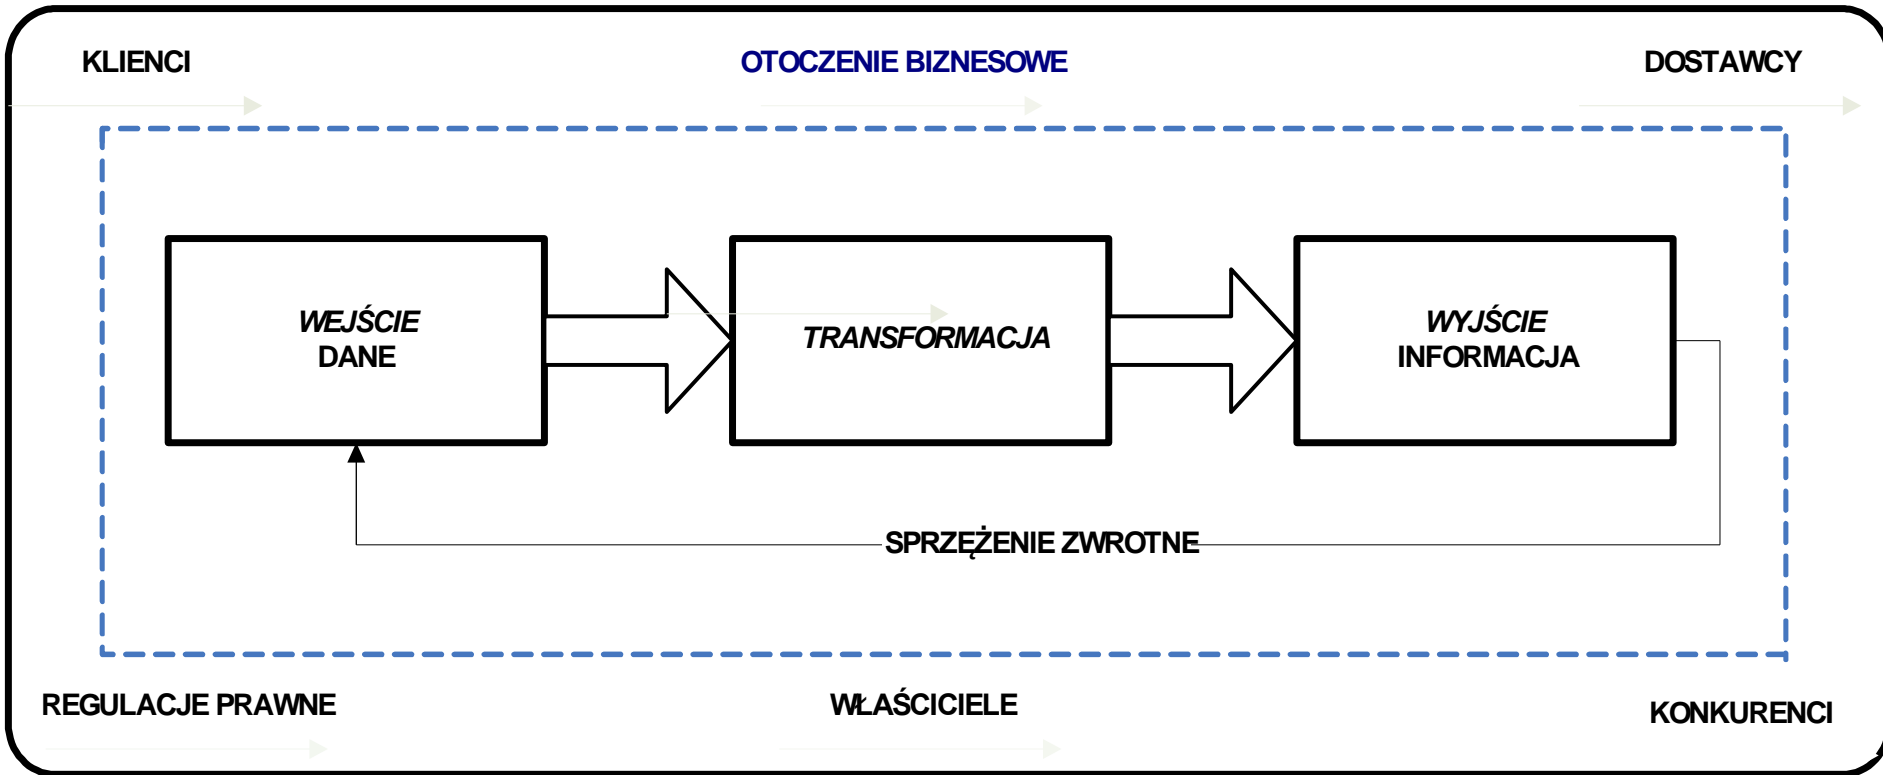 KLIENCI
OTOCZENIE BIZNESOWE
DOSTAWCY
WEJŚCIE
DANE
TRANSFORMACJA
WYJŚCIE
INFORMACJA
SPRZĘŻENIE ZWROTNE
REGULACJE PRAWNE
WŁAŚCICIELE
KONKURENCI